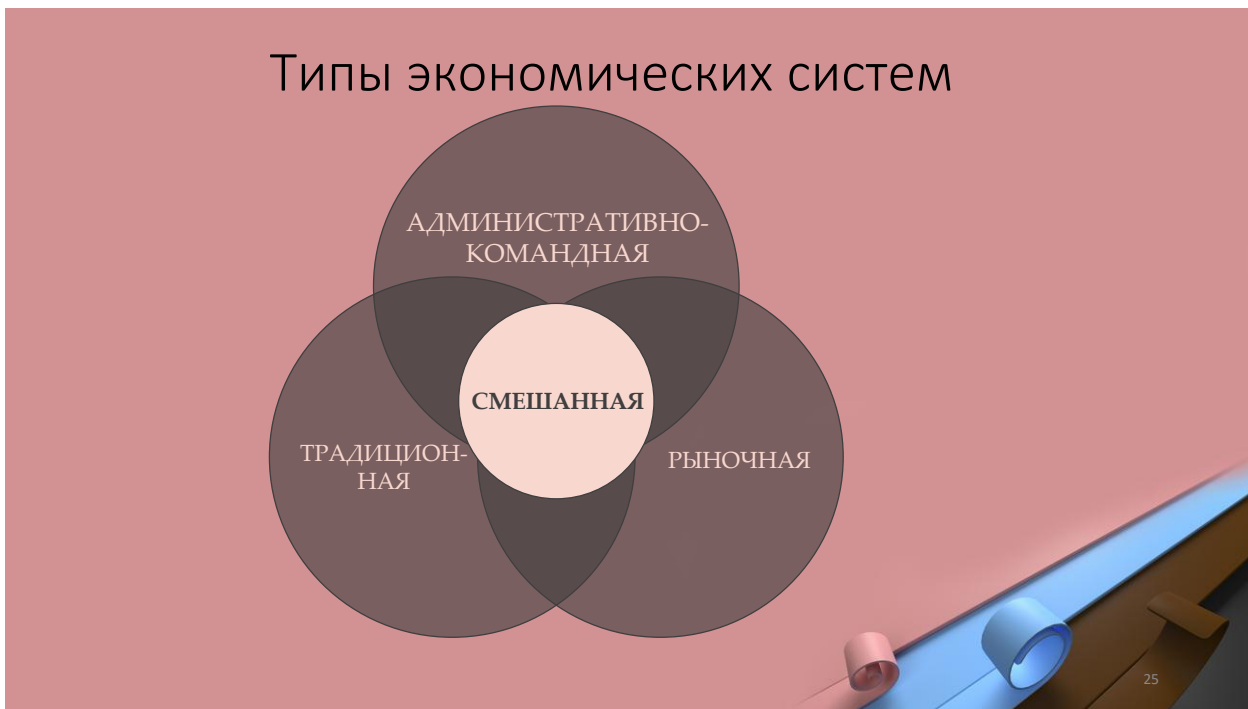 Типы экономических систем
АДМИНИСТРАТИВНО-
КОМАНДНАЯ
СМЕШАННАЯ
ТРАДИЦИОН-
НАЯ
РЫНОЧНАЯ
25